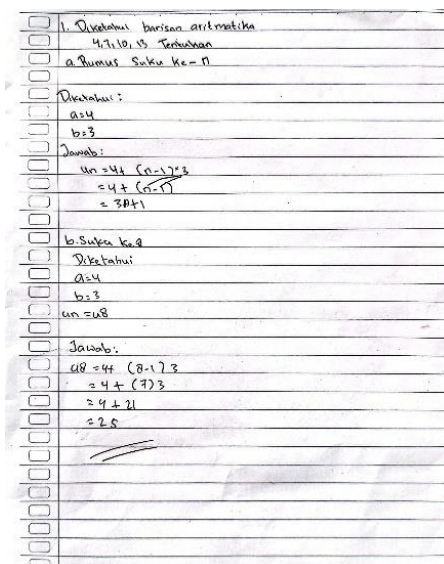 1. Diketahui barisan aritmatika
4,7,10, 13 Tentukan
a. Rumus Suku Ke-n
Diketahui :
a=4
b=3
Jawab:
un = 4+ (n-1)×3
= 4 + (n-1)
= 3n+1
b. Suku Ke 8
Diketahui
a=4
b=3
un = u8
Jawab:
u8 = 4+ (8-1) 3
= 4 + (7) 3
= 4 + 21
= 25